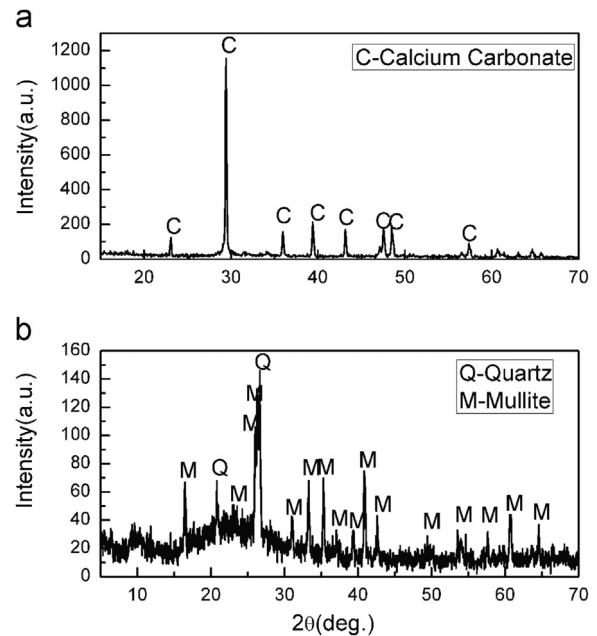 a
C-Calcium Carbonate
Intensity(a.u.)
1200
1000
800
600
400
200
0
C
C
C
C
C
C
C
C
20
30
40
50
60
70
b
Q-Quartz
M-Mullite
Intensity(a.u.)
160
140
120
100
80
60
40
20
0
M
Q
M
M
M
Q
M
M
M
M
M
M
M
M
M
M
M
M
10
20
30
40
50
60
70
2θ(deg.)